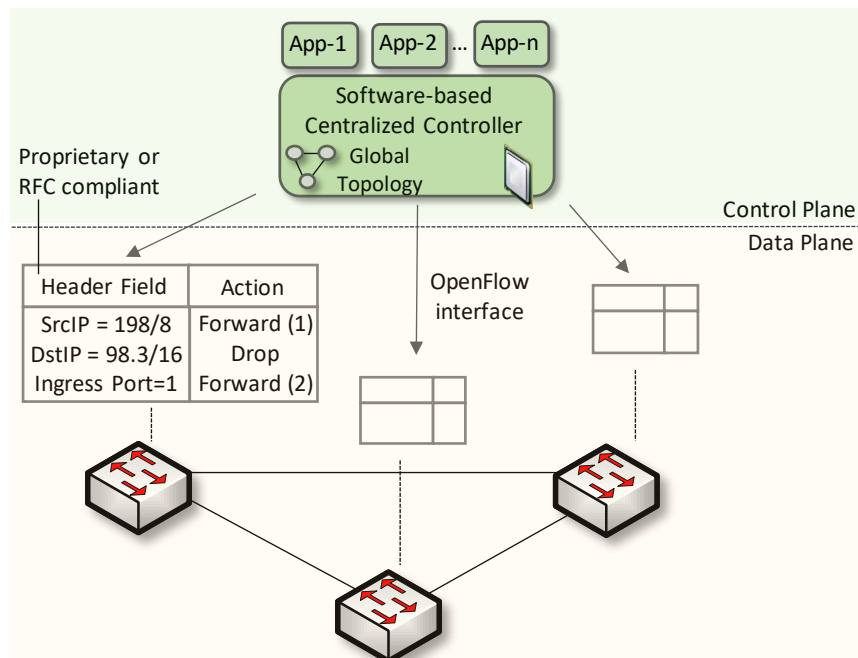 App-1 App-2 ... App-n
Software-based
Centralized Controller
Global
Topology
Proprietary or
RFC compliant
Control Plane
Data Plane
Header Field Action
SrcIP = 198/8 Forward (1)
DstIP = 98.3/16 Drop
Ingress Port=1 Forward (2)
OpenFlow
interface